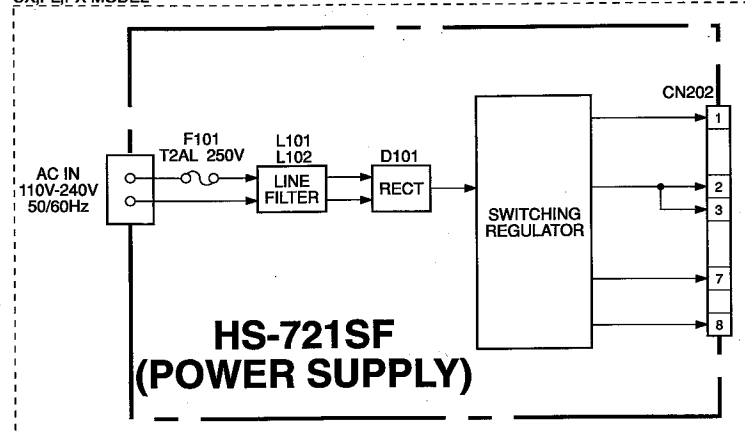 MODEL
CN202
1
F101
T2AL 250V
L101
L102
D101
AC IN
110V-240V
50/60Hz
LINE
FILTER
RECT
SWITCHING
REGULATOR
2
3
7
8
HS-721SF
(POWER SUPPLY)